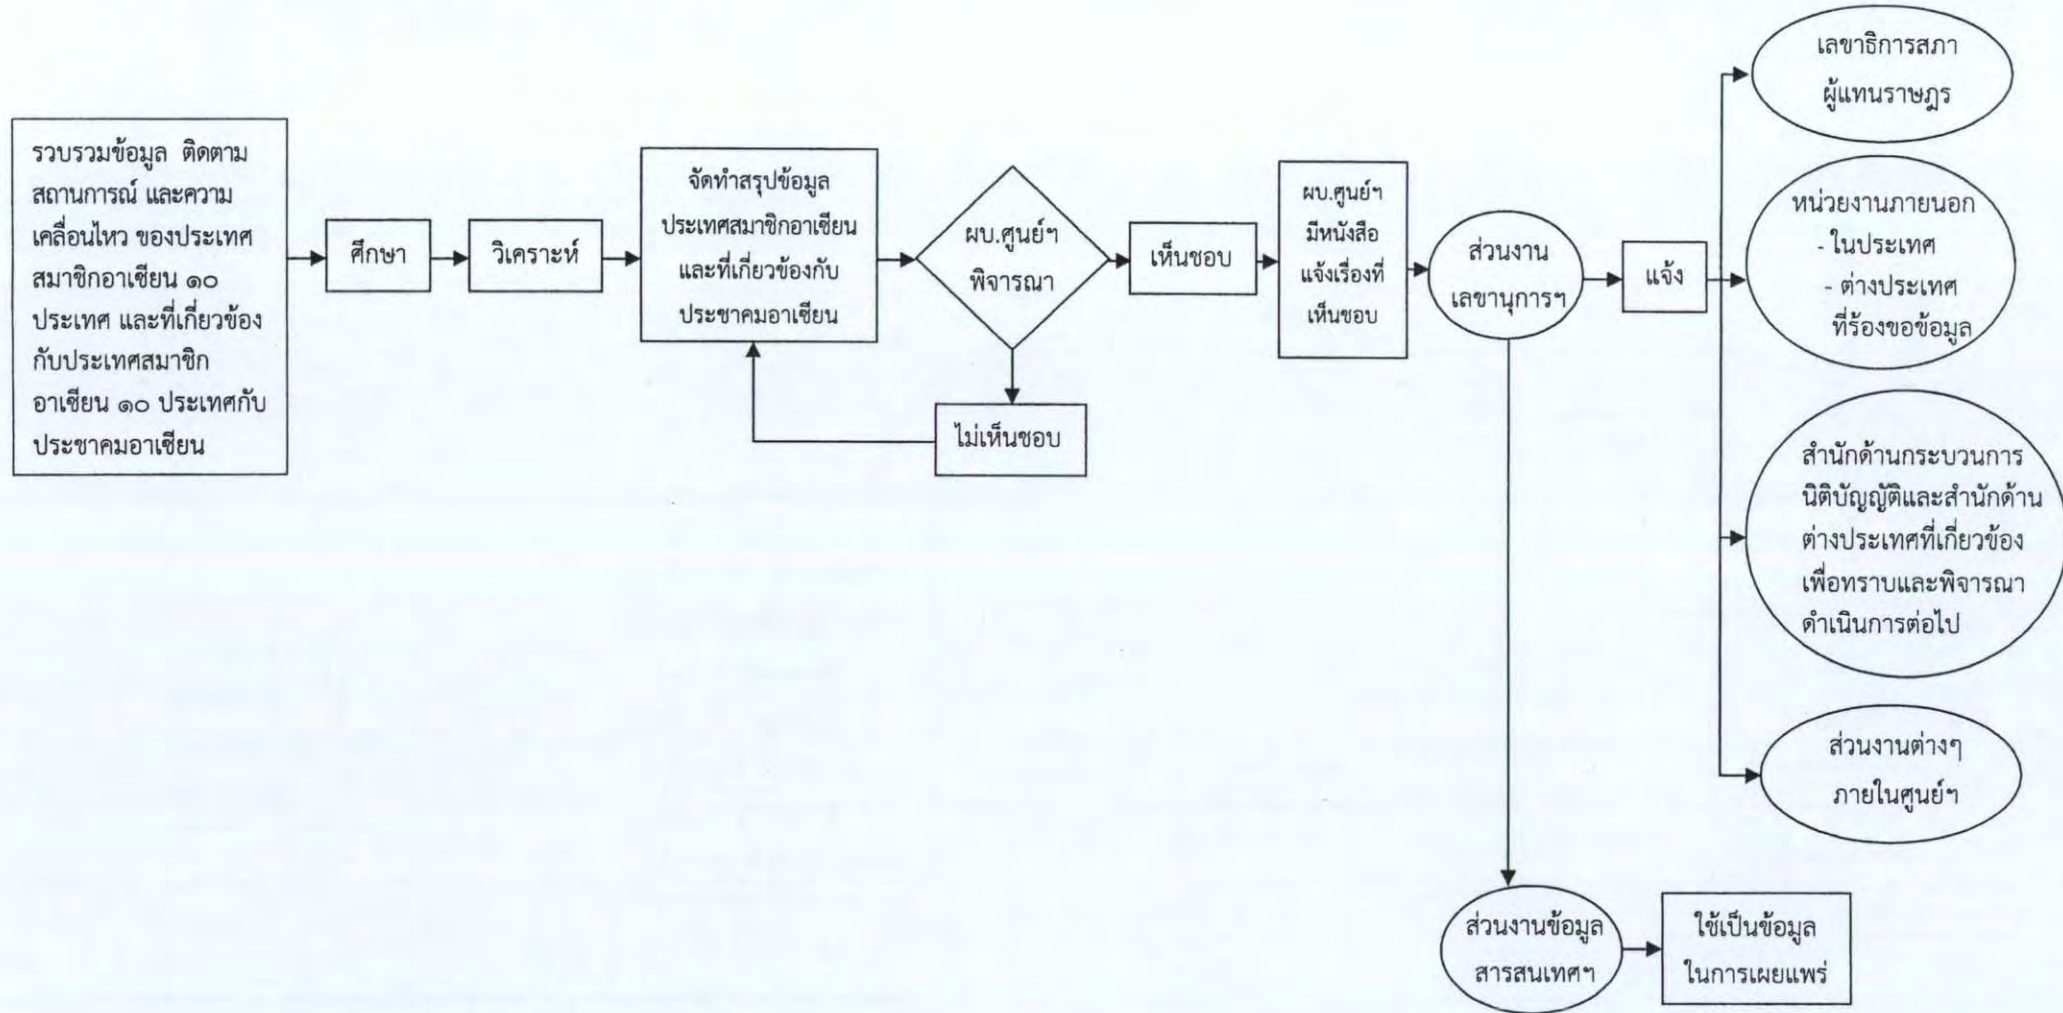 รวบรวมข้อมูล ติดตาม
สถานการณ์ และความ
เคลื่อนไหว ของประเทศ
สมาชิกอาเซียน ๑๐
ประเทศ และที่เกี่ยวข้อง
กับประเทศสมาชิก
อาเซียน ๑๐ ประเทศกับ
ประชาคมอาเซียน
ศึกษา
วิเคราะห์
จัดทำสรุปข้อมูล
ประเทศสมาชิกอาเซียน
และที่เกี่ยวข้องกับ
ประชาคมอาเซียน
ผบ.ศูนย์ฯ
พิจารณา
ไม่เห็นชอบ
เห็นชอบ
ผบ.ศูนย์ฯ
มีหนังสือ
แจ้งเรื่องที่
เห็นชอบ
ส่วนงาน
เลขานุการฯ
แจ้ง
เลขาธิการสภา
ผู้แทนราษฎร
หน่วยงานภายนอก
- ในประเทศ
- ต่างประเทศ
ที่ร้องขอข้อมูล
สำนักด้านกระบวนการ
นิติบัญญัติและสำนักด้าน
ต่างประเทศที่เกี่ยวข้อง
เพื่อทราบและพิจารณา
ดำเนินการต่อไป
ส่วนงานต่างๆ
ภายในศูนย์ฯ
ส่วนงานข้อมูล
สารสนเทศฯ
ใช้เป็นข้อมูล
ในการเผยแพร่